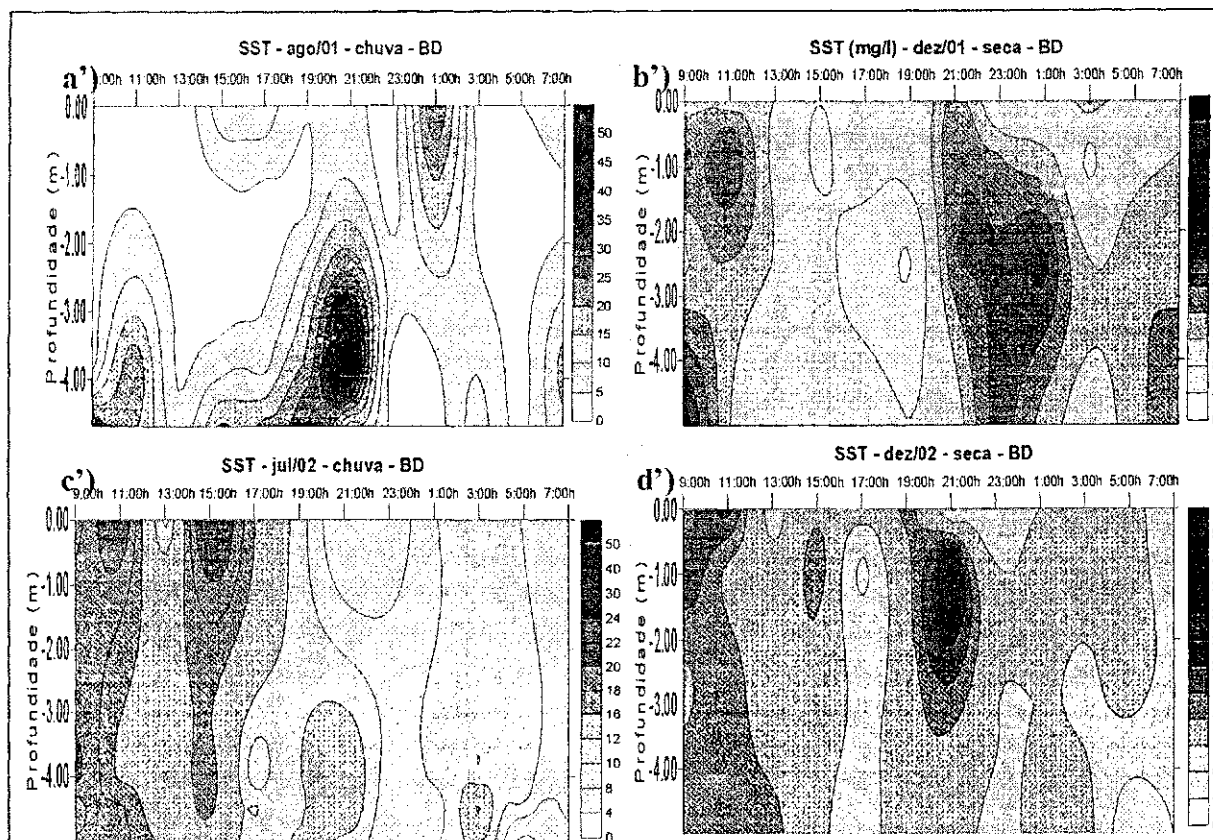 SST - ago/01 - chuva - BD
a')
11:00h 13:00h 15:00h 17:00h 19:00h 21:00h 23:00h 1:00h 3:00h 5:00h 7:00h
Profundidade (m)
0.00
-1.00
-2.00
-3.00
-4.00
50
45
40
35
30
25
20
15
10
5
0
SST (mg/l) - dez/01 - seca - BD
b')
9:00h 11:00h 13:00h 15:00h 17:00h 19:00h 21:00h 23:00h 1:00h 3:00h 5:00h 7:00h
Profundidade (m)
0.00
-1.00
-2.00
-3.00
-4.00
SST - jul/02 - chuva - BD
c')
9:00h 11:00h 13:00h 15:00h 17:00h 21:00h 1:00h 5:00h
19:00h 23:00h 3:00h 7:00h
Profundidade (m)
0.00
-1.00
-2.00
-3.00
-4.00
50
40
30
24
22
20
18
16
12
10
8
4
0
SST - dez/02 - seca - BD
d')
9:00h 11:00h 13:00h 15:00h 17:00h 19:00h 21:00h 23:00h 1:00h 3:00h 5:00h 7:00h
Profundidade (m)
0.00
-1.00
-2.00
-3.00
-4.00